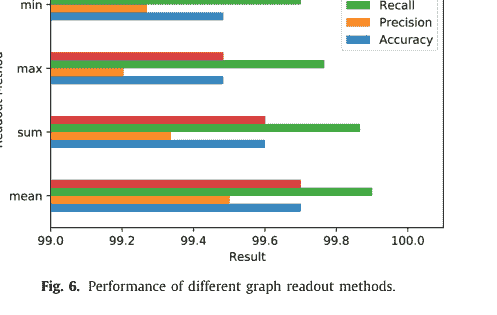 min
Recall
Precision
Accuracy
max
sum
mean
99.0 99.2 99.4 99.6 99.8 100.0
Result
Fig. 6. Performance of different graph readout methods.